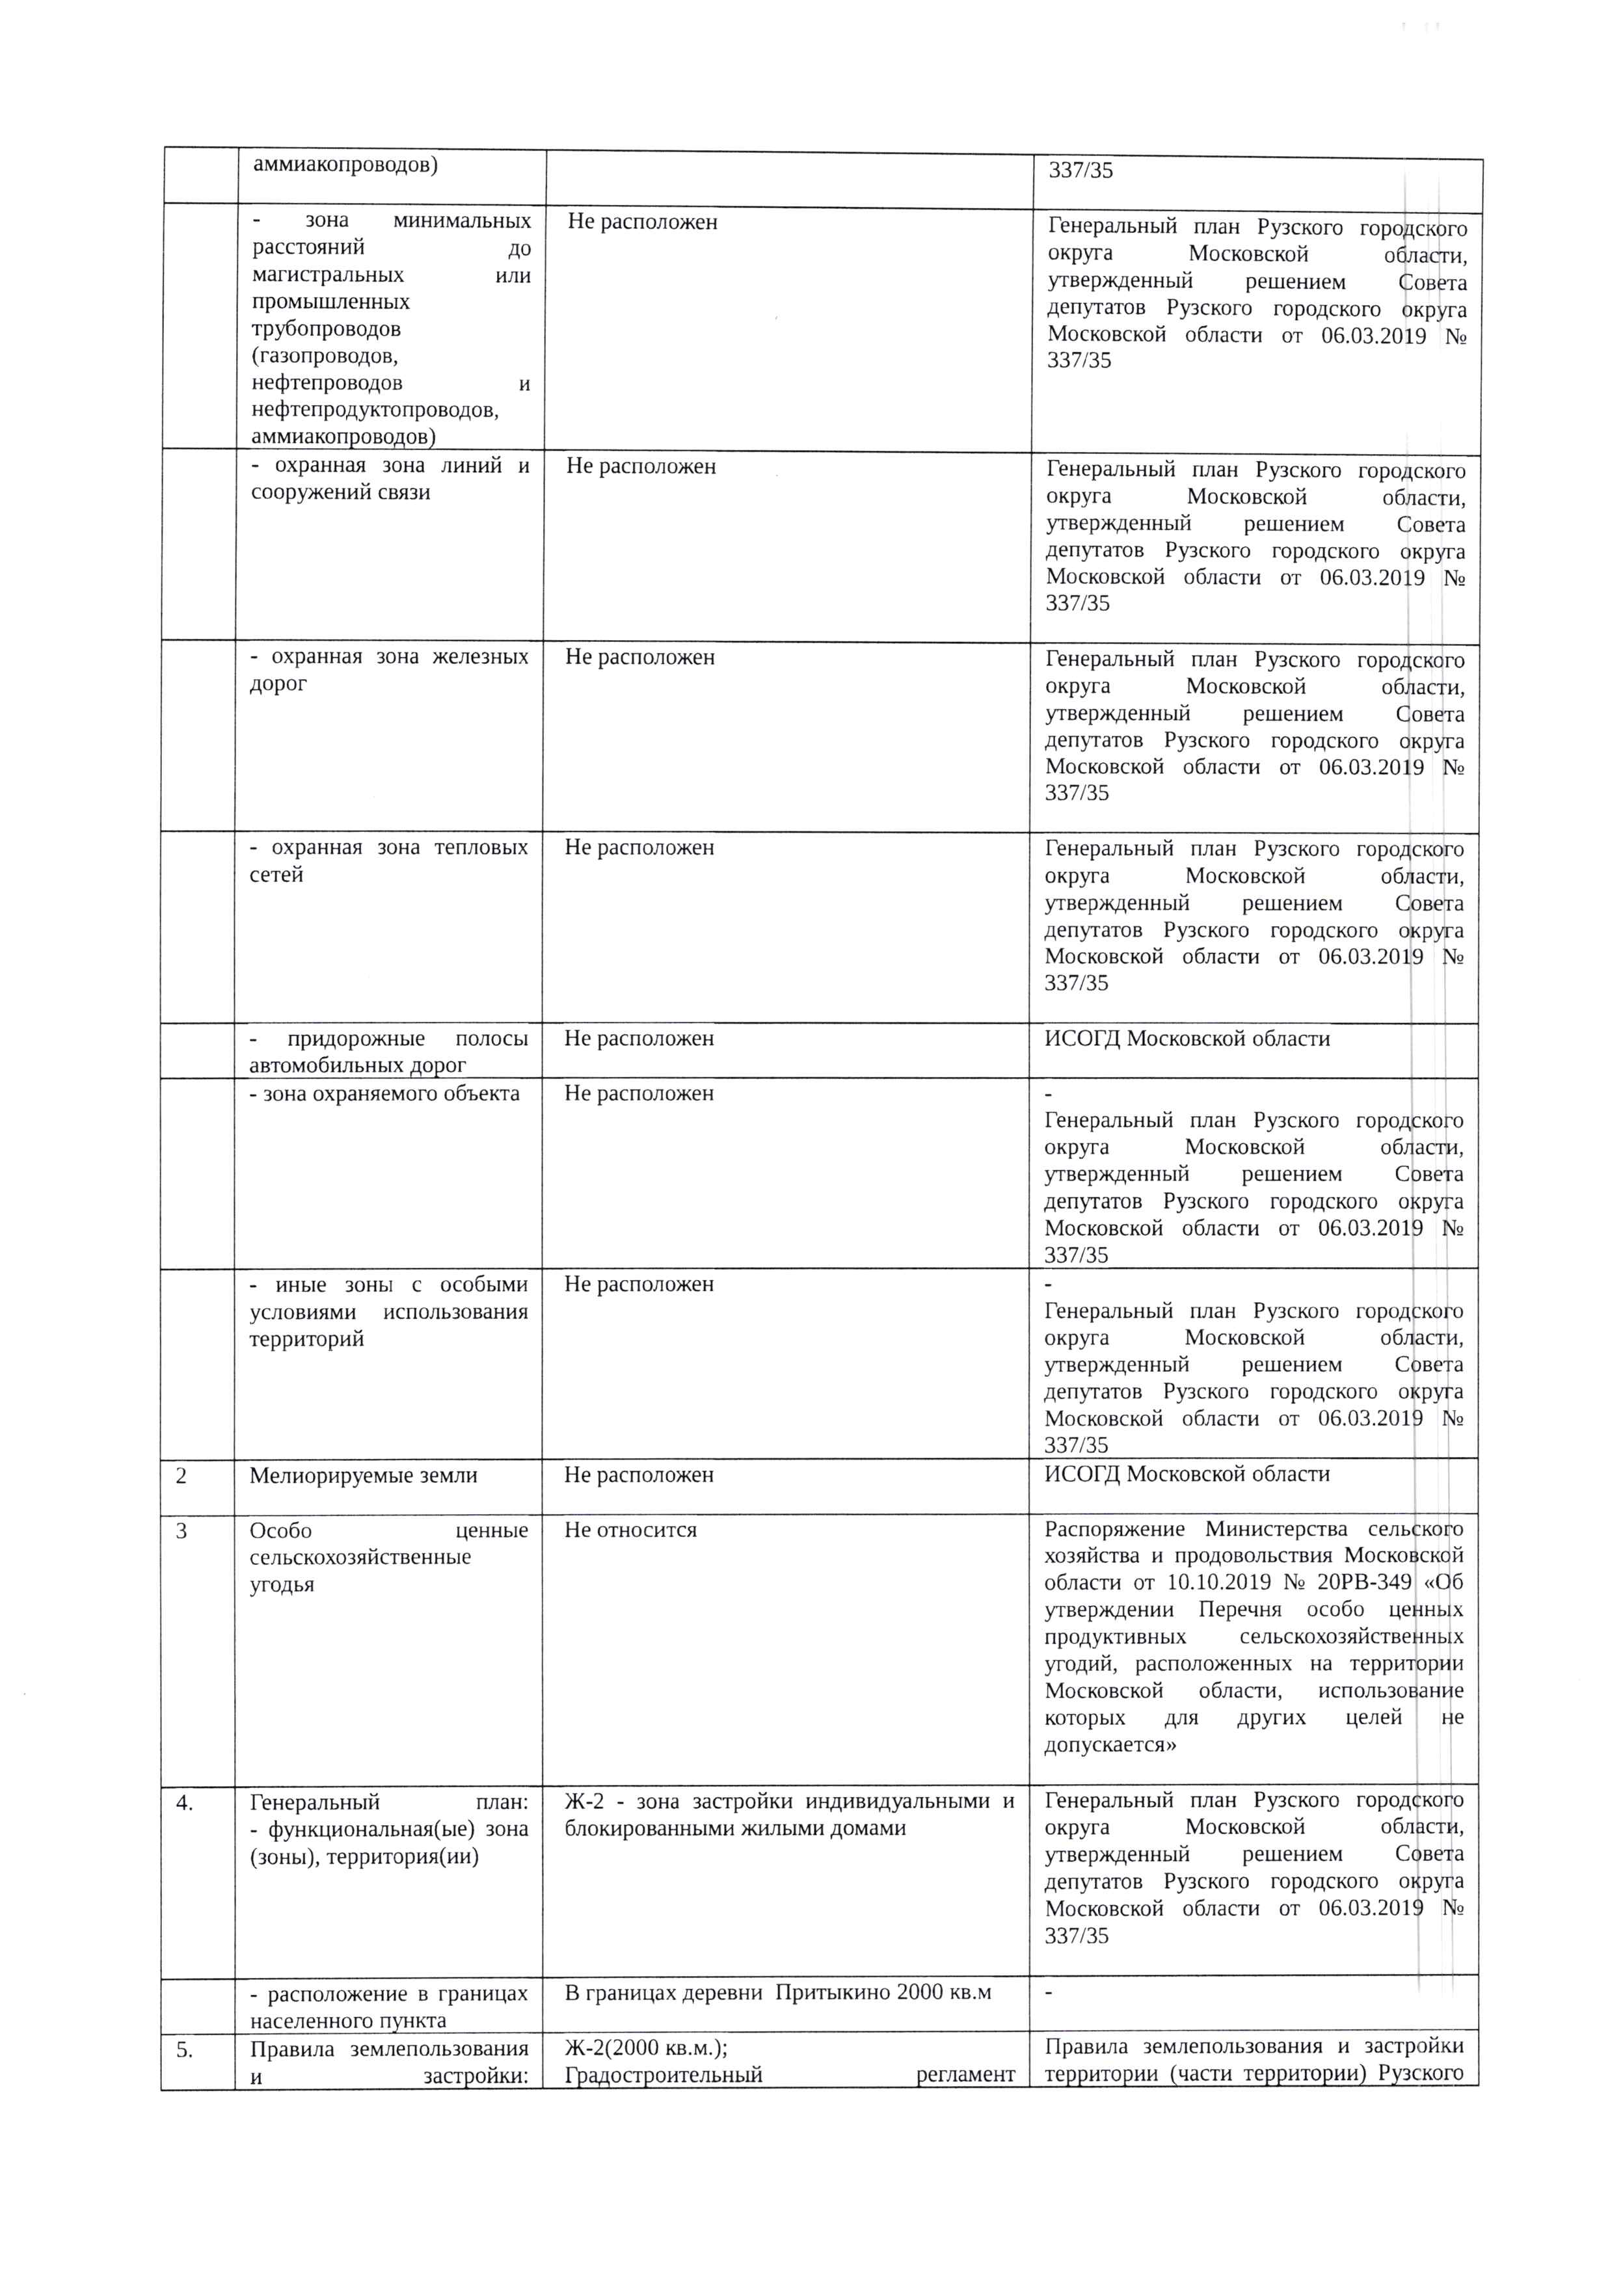 аммиакопроводов)
337/35
- зона минимальных
расстояний до
магистральных или
промышленных
трубопроводов
(газопроводов,
нефтепроводов и
нефтепродуктопроводов,
аммиакопроводов)
Не расположен
Генеральный план Рузского городского
округа Московской области,
утвержденный решением Совета
депутатов Рузского городского округа
Московской области от 06.03.2019 №
337/35
- охранная зона линий и
сооружений связи
Не расположен
Генеральный план Рузского городского
округа Московской области,
утвержденный решением Совета
депутатов Рузского городского округа
Московской области от 06.03.2019 №
337/35
- охранная зона железных
дорог
Не расположен
Генеральный план Рузского городского
округа Московской области,
утвержденный решением Совета
депутатов Рузского городского округа
Московской области от 06.03.2019 №
337/35
- охранная зона тепловых
сетей
Не расположен
Генеральный план Рузского городского
округа Московской области,
утвержденный решением Совета
депутатов Рузского городского округа
Московской области от 06.03.2019 №
337/35
- придорожные полосы
автомобильных дорог
Не расположен
ИСОГД Московской области
- зона охраняемого объекта
Не расположен
-
Генеральный план Рузского городского
округа Московской области,
утвержденный решением Совета
депутатов Рузского городского округа
Московской области от 06.03.2019 №
337/35
- иные зоны с особыми
условиями использования
территорий
Не расположен
-
Генеральный план Рузского городского
округа Московской области,
утвержденный решением Совета
депутатов Рузского городского округа
Московской области от 06.03.2019 №
337/35
2
Мелиорируемые земли
Не расположен
ИСОГД Московской области
3
Особо ценные
сельскохозяйственные
угодья
Не относится
Распоряжение Министерства сельского
хозяйства и продовольствия Московской
области от 10.10.2019 № 20РВ-349 «Об
утверждении Перечня особо ценных
продуктивных сельскохозяйственных
угодий, расположенных на территории
Московской области, использование
которых для других целей не
допускается»
4.
Генеральный план:
- функциональная(ые) зона
(зоны), территория(ии)
Ж-2 - зона застройки индивидуальными и
блокированными жилыми домами
Генеральный план Рузского городского
округа Московской области,
утвержденный решением Совета
депутатов Рузского городского округа
Московской области от 06.03.2019 №
337/35
- расположение в границах
населенного пункта
В границах деревни Притыкино 2000 кв.м
-
5.
Правила землепользования
и застройки:
Ж-2(2000 кв.м.);
Градостроительный регламент
Правила землепользования и застройки
территории (части территории) Рузского